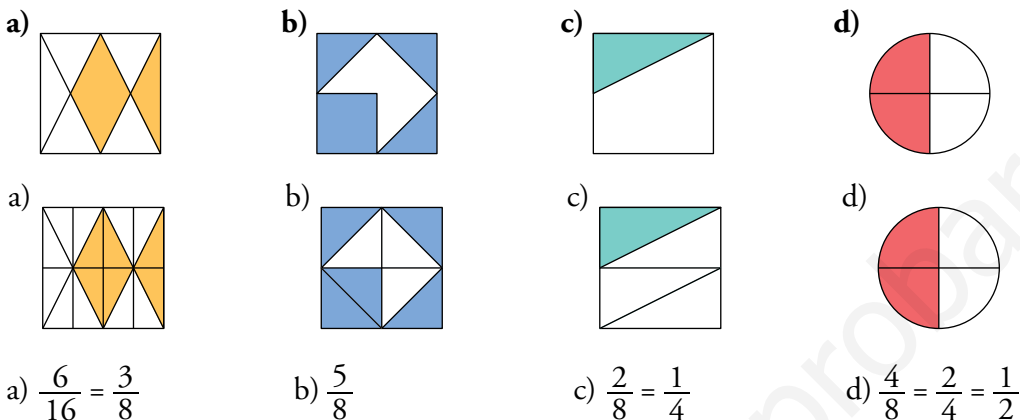 a) b) c) d)
a) b) c) d)
a) 6/16 = 3/8 b) 5/8 c) 2/8 = 1/4 d) 4/8 = 2/4 = 1/2